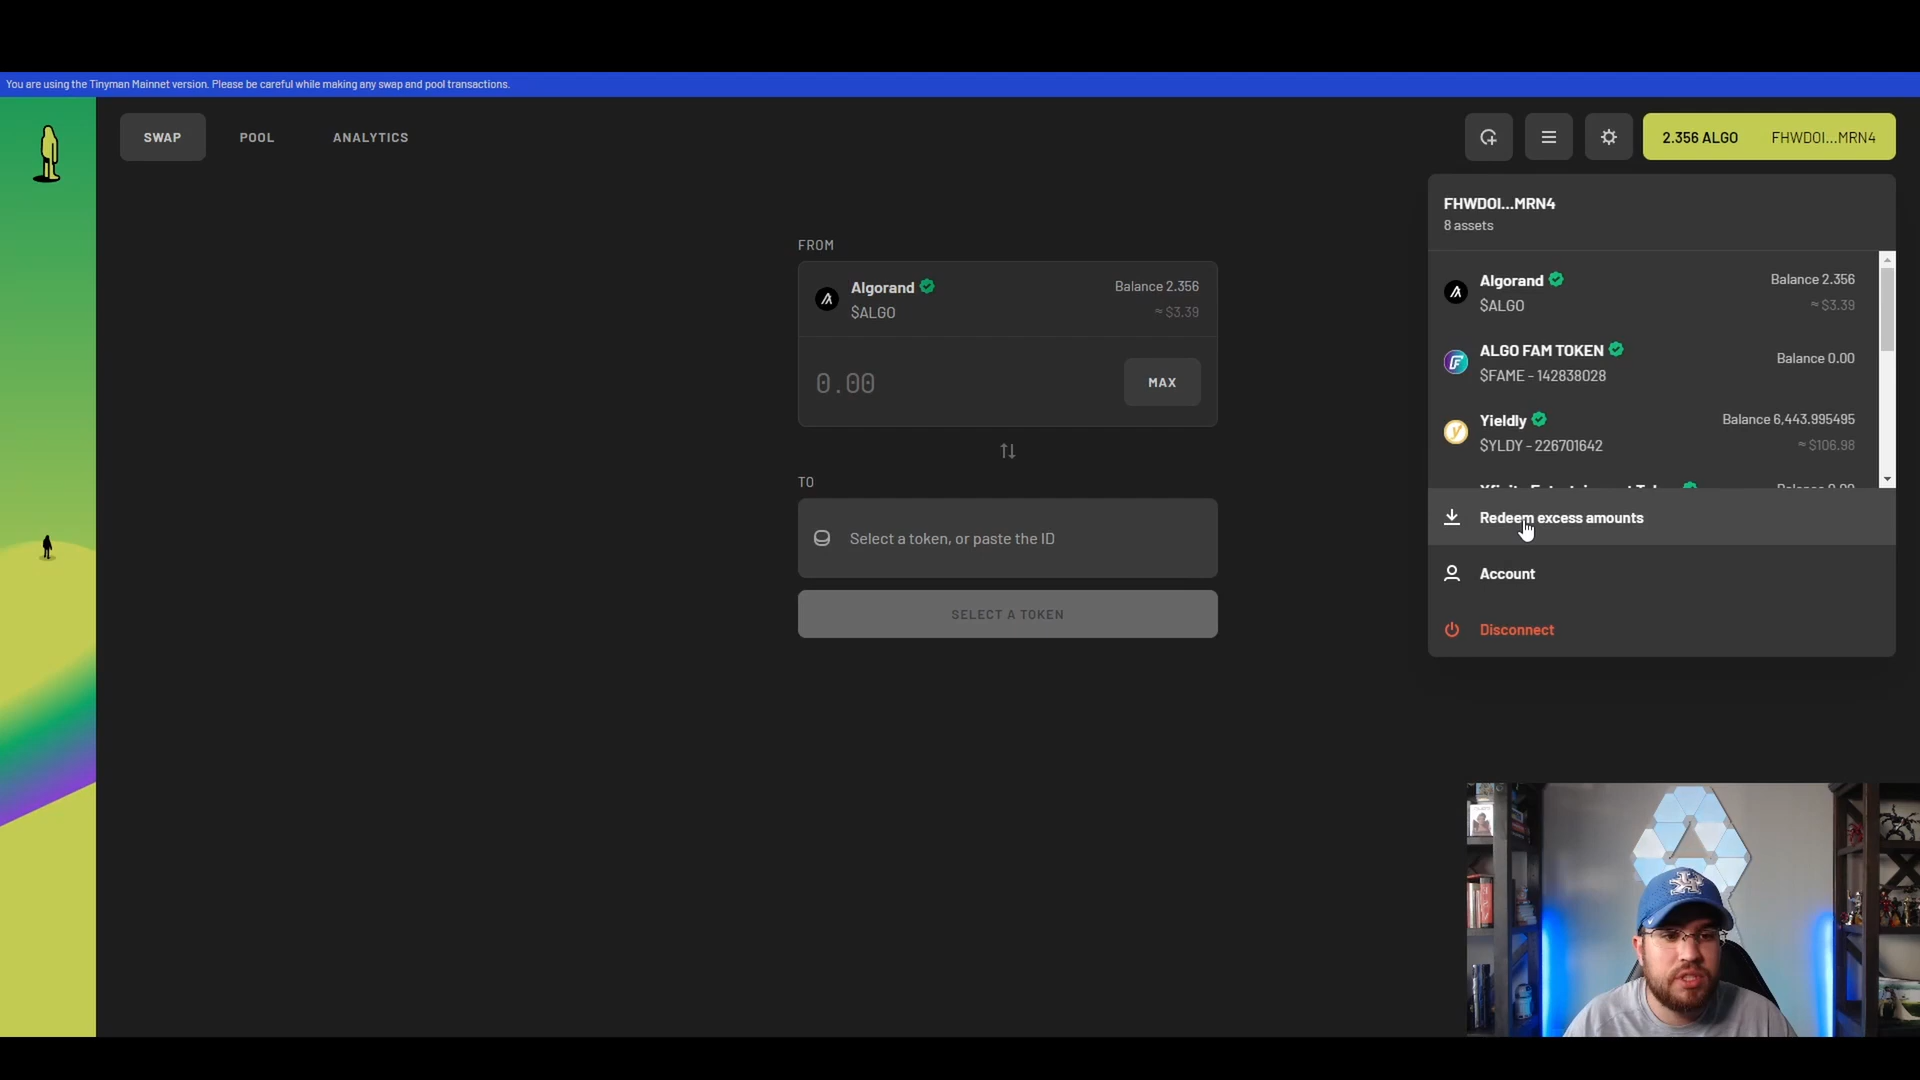 You are using the Tinyman Mainnet version. Please be careful while making any swap and pool transactions.
SWAP
POOL
ANALYTICS
2.356 ALGO
FHWDOI...MRN4
FROM
Algorand
Balance 2.356
$ALGO
≈ $3.39
0.00
MAX
TO
Select a token, or paste the ID
SELECT A TOKEN
FHWDOI...MRN4
8 assets
Algorand
Balance 2.356
$ALGO
≈ $3.39
ALGO FAM TOKEN
Balance 0.00
$FAME - 142838028
Yieldly
Balance 6,443.995495
$YLDY - 226701642
≈ $106.98
Redeem excess amounts
Account
Disconnect